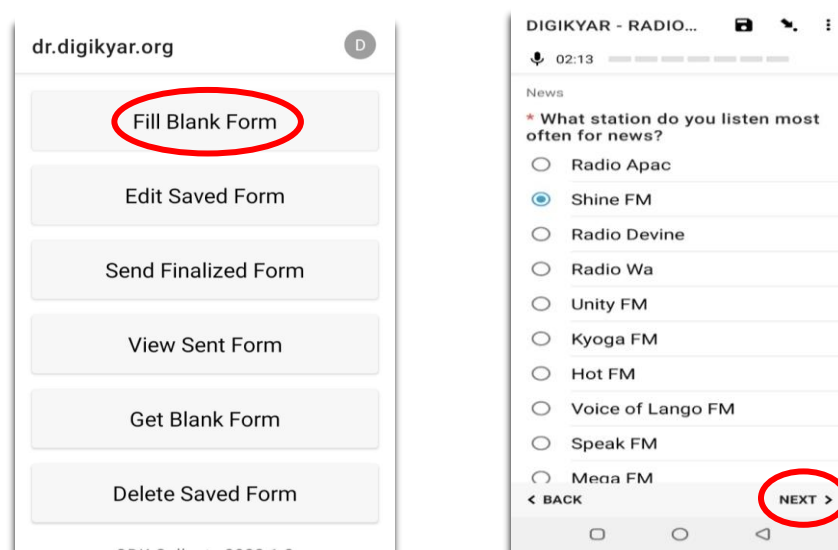 dr.digikyar.org
D
Fill Blank Form
Edit Saved Form
Send Finalized Form
View Sent Form
Get Blank Form
Delete Saved Form
DIGIKYAR - RADIO...
02:13
News
* What station do you listen most
often for news?
Radio Apac
Shine FM
Radio Devine
Radio Wa
Unity FM
Kyoga FM
Hot FM
Voice of Lango FM
Speak FM
Mega FM
< BACK
NEXT >